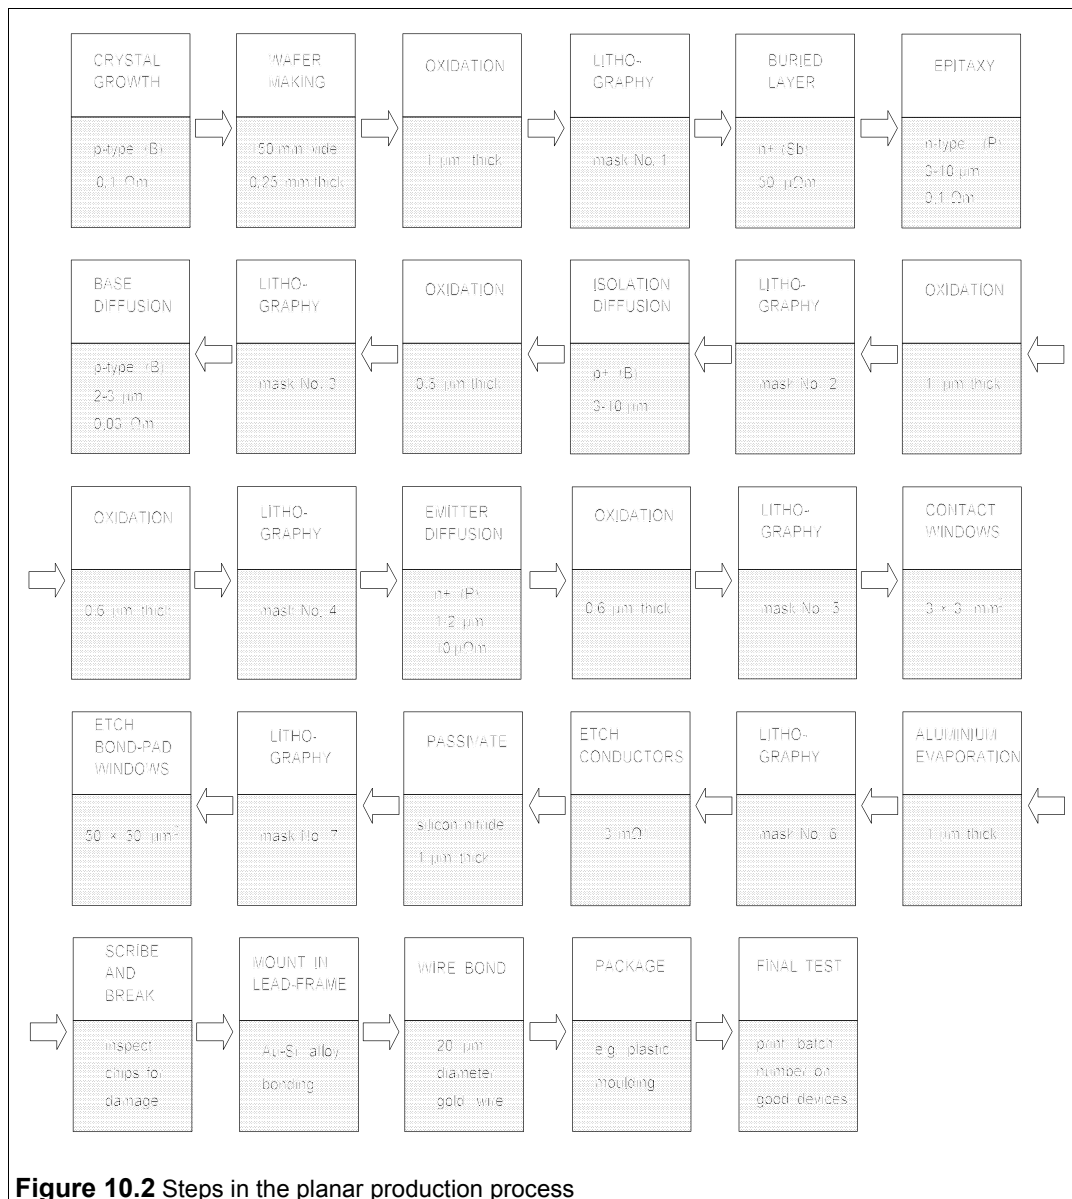 CRYSTAL
GROWTH
p-type (B)
0.1 Ωm
WAFER
MAKING
50 mm wide
0.25 mm thick
OXIDATION
1 µm thick
LITHO-
GRAPHY
mask No. 1
BURIED
LAYER
n+ (Sb)
50 µΩm
EPITAXY
n-type (P)
3-10 µm
0.1 Ωm
BASE
DIFFUSION
p-type (B)
2-3 µm
0.03 Ωm
LITHO-
GRAPHY
mask No. 3
OXIDATION
µm thick
ISOLATION
DIFFUSION
p+ (B)
3-10 µm
LITHO-
GRAPHY
mask No. 2
OXIDATION
1 µm thick
OXIDATION
0.6 µm thick
LITHO-
GRAPHY
mask No. 4
EMITTER
DIFFUSION
n+ (P)
1-2 µm
10 µΩm
OXIDATION
0.6 µm thick
LITHO-
GRAPHY
mask No. 5
CONTACT
WINDOWS
3 × 3 mm²
ETCH
BOND-PAD
WINDOWS
50 × 50 µm²
LITHO-
GRAPHY
mask No. 7
PASSIVATE
silicon nitride
1 µm thick
ETCH
CONDUCTORS
mΩ
LITHO-
GRAPHY
mask No. 6
ALUMINIUM
EVAPORATION
1 µm thick
SCRIBE
AND
BREAK
inspect
chips for
damage
MOUNT IN
LEAD-FRAME
Au-Si alloy
bonding
WIRE BOND
20 µm
diameter
gold wire
PACKAGE
e.g. plastic
moulding
FINAL TEST
print batch
number on
good devices
Figure 10.2 Steps in the planar production process